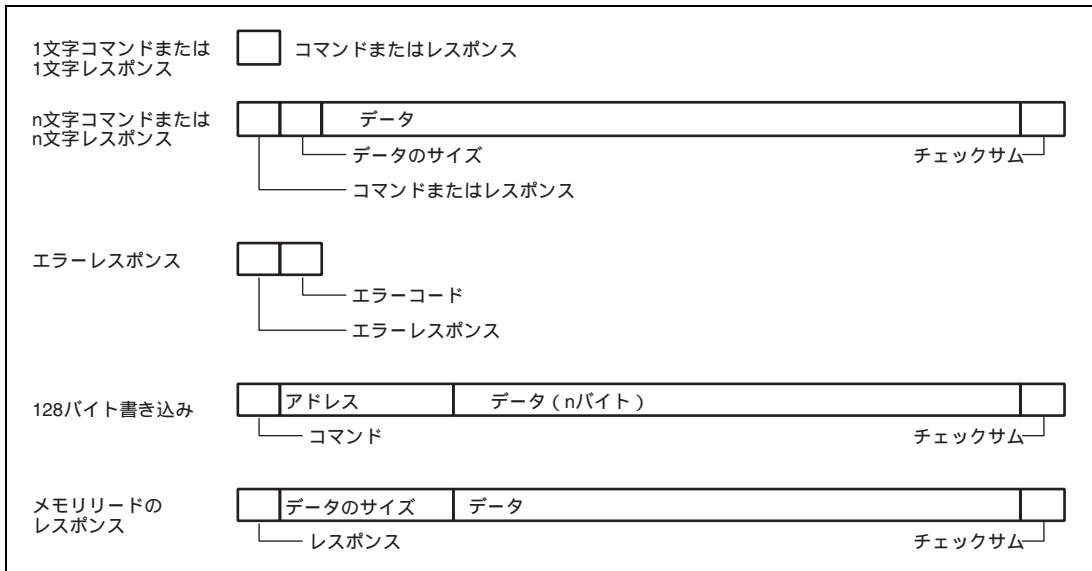 1文字コマンドまたは
1文字レスポンス
コマンドまたはレスポンス
n文字コマンドまたは
n文字レスポンス
データ
データのサイズ
チェックサム
コマンドまたはレスポンス
エラーレスポンス
エラーコード
エラーレスポンス
128バイト書き込み
アドレス
データ(nバイト)
コマンド
チェックサム
メモリリードの
レスポンス
データのサイズ
データ
レスポンス
チェックサム